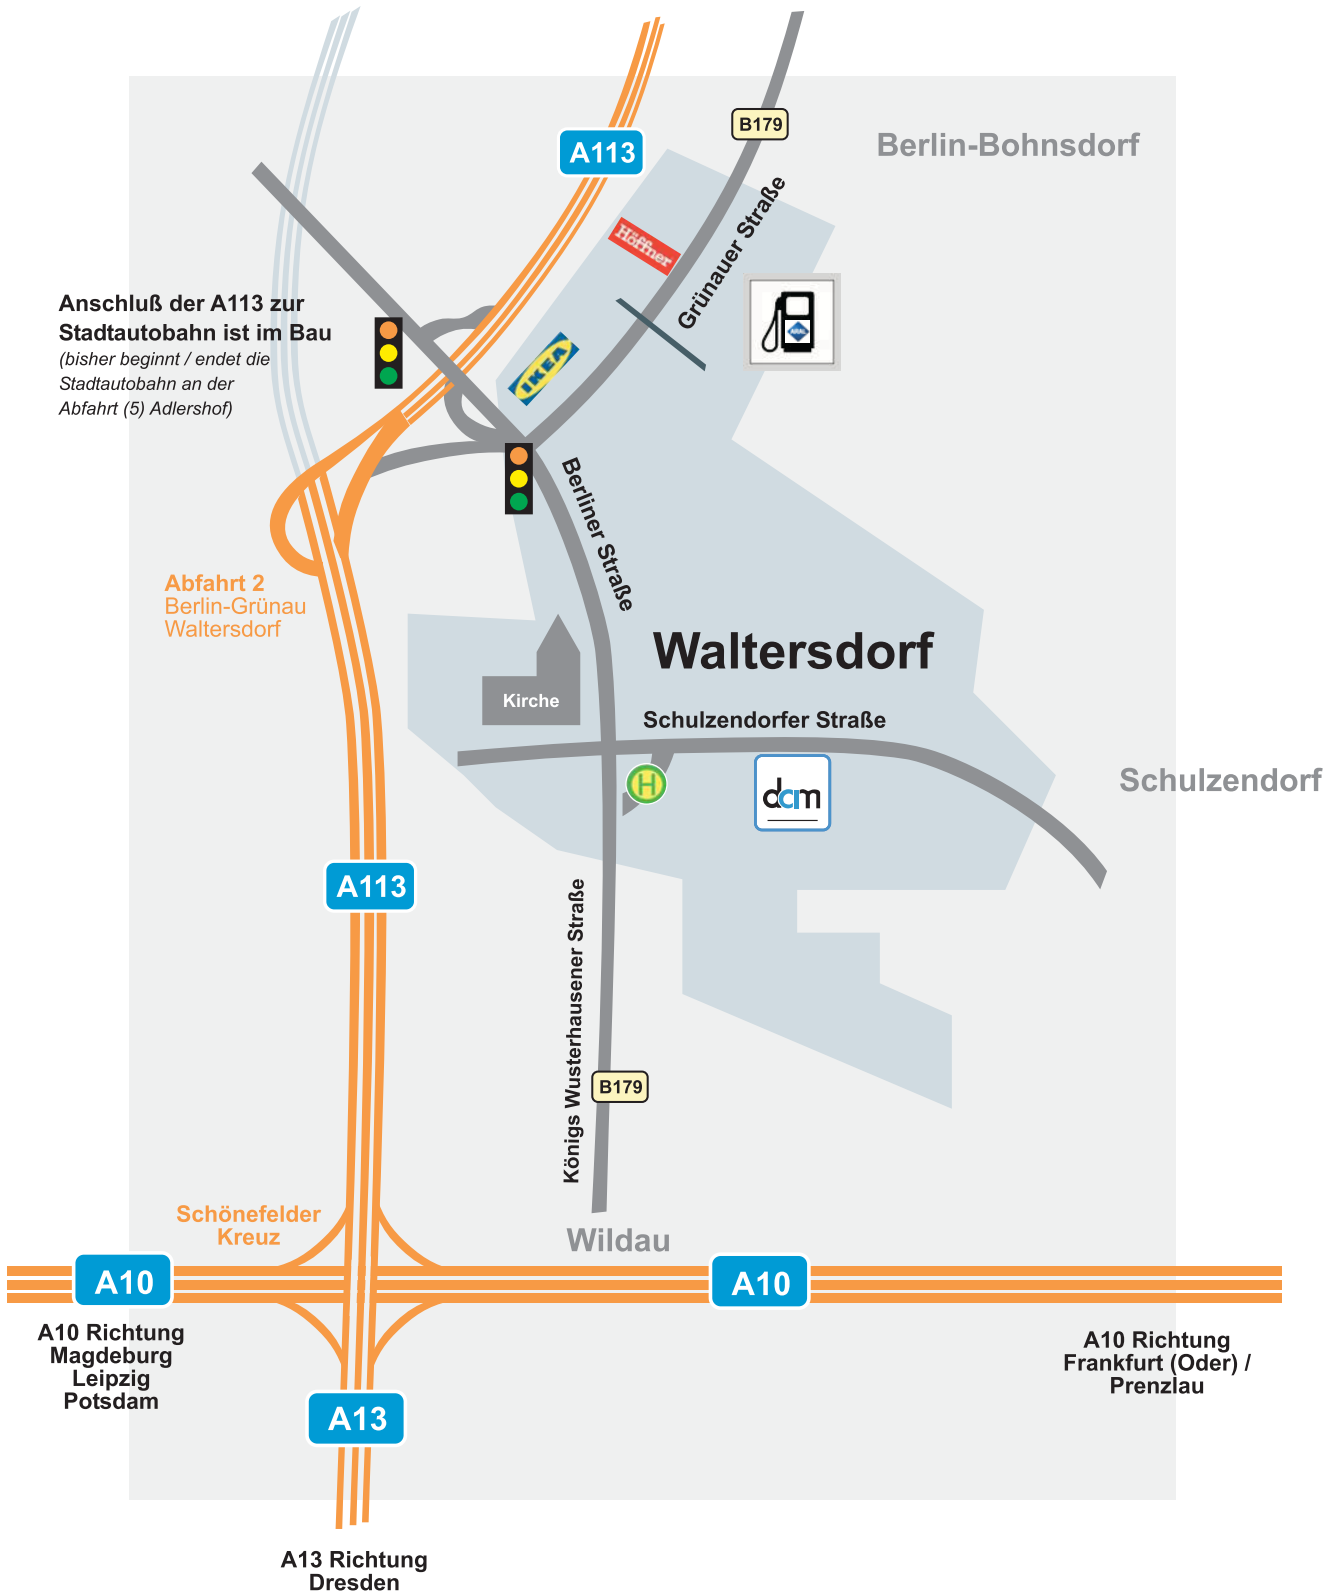 B179
A113
Berlin-Bohnsdorf
Grünauer Straße
Höffner
Anschluß der A113 zur
Stadtautobahn ist im Bau
(bisher beginnt / endet die
Stadtautobahn an der
Abfahrt (5) Adlershof)
ARAL
IKEA
Berliner Straße
Abfahrt 2
Berlin-Grünau
Waltersdorf
Waltersdorf
Kirche
Schulzendorfer Straße
H
dcm
Schulzendorf
A113
Königs Wusterhausener Straße
B179
Schönefelder
Kreuz
Wildau
A10
A10
A10 Richtung
Magdeburg
Leipzig
Potsdam
A10 Richtung
Frankfurt (Oder) /
Prenzlau
A13
A13 Richtung
Dresden